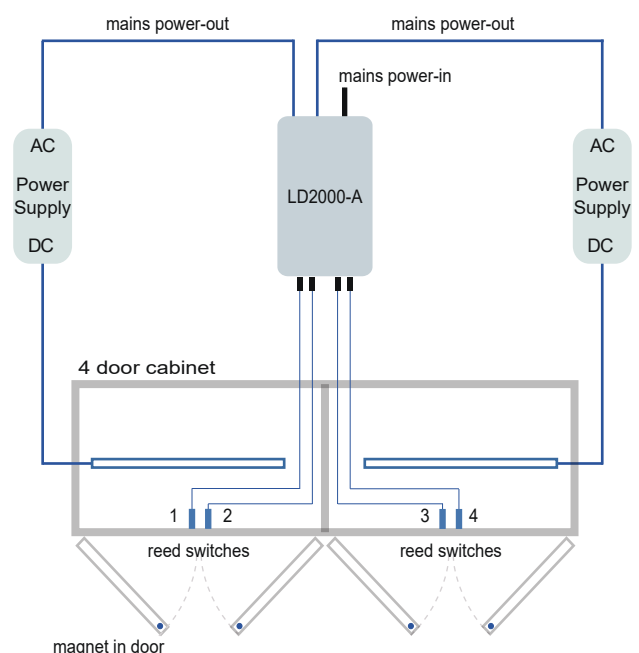 mains power-out
mains power-out
mains power-in
AC
Power
Supply
DC
LD2000-A
AC
Power
Supply
DC
4 door cabinet
1 2 3 4
reed switches reed switches
magnet in door